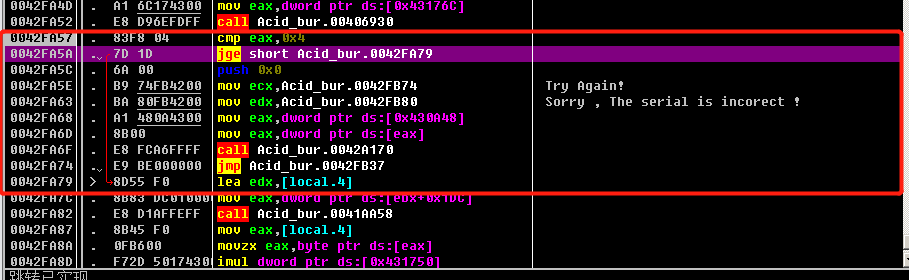 0042FA4D . A1 6C174300 mov eax,dword ptr ds:[0x43176C]
0042FA52 . E8 D96EFDFF call Acid_bur.00406930
0042FA57 . 83F8 04 cmp eax,0x4
0042FA5A . 7D 1D jge short Acid_bur.0042FA79
0042FA5C . 6A 00 push 0x0
0042FA5E . B9 74FB4200 mov ecx,Acid_bur.0042FB74 Try Again!
0042FA63 . BA 80FB4200 mov edx,Acid_bur.0042FB80 Sorry , The serial is incorect !
0042FA68 . A1 480A4300 mov eax,dword ptr ds:[0x430A48]
0042FA6D . 8B00 mov eax,dword ptr ds:[eax]
0042FA6F . E8 FCA6FFFF call Acid_bur.0042A170
0042FA74 . E9 BE000000 jmp Acid_bur.0042FB37
0042FA79 > 8D55 F0 lea edx,[local.4]
0042FA7C . 8B83 DC010000 mov eax,dword ptr ds:[ebx+0x1DC]
0042FA82 . E8 D1AFFEFF call Acid_bur.0041AA58
0042FA87 . 8B45 F0 mov eax,[local.4]
0042FA8A . 0FB600 movzx eax,byte ptr ds:[eax]
0042FA8D . F72D 50174300 imul dword ptr ds:[0x431750]
跳转已实现